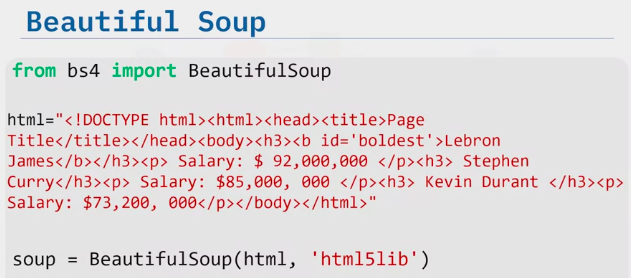 Beautiful Soup
from bs4 import BeautifulSoup
html="<!DOCTYPE html><html><head><title>Page
Title</title></head><body><h3><b id='boldest'>Lebron
James</b></h3><p> Salary: $ 92,000,000 </p><h3> Stephen
Curry</h3><p> Salary: $85,000, 000 </p><h3> Kevin Durant </h3><p>
Salary: $73,200, 000</p></body></html>"
soup = BeautifulSoup(html, 'html5lib')